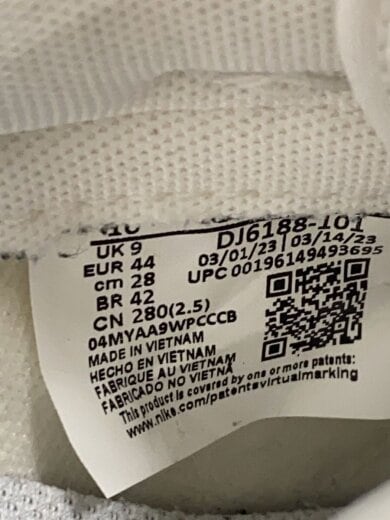 10 DJ6188-101
UK 9 03/01/23 | 03/14/23
EUR 44 UPC 00196149493695
cm 28
BR 42
CN 280(2.5)
04MYAA9WPCCCB
MADE IN VIETNAM
HECHO EN VIETNAM
FABRIQUE AU VIETNAM
FABRICADO NO VIETNÃ
This product is covered by one or more patents:
www.nike.com/patentsvirtualmarking